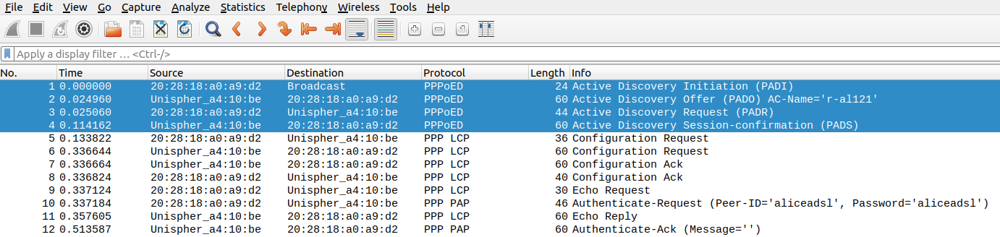 File Edit View Go Capture Analyze Statistics Telephony Wireless Tools Help
Apply a display filter … <Ctrl-/>
No. Time Source Destination Protocol Length Info
1 0.000000 20:28:18:a0:a9:d2 Broadcast PPPoED 24 Active Discovery Initiation (PADI)
2 0.024960 Unispher_a4:10:be 20:28:18:a0:a9:d2 PPPoED 60 Active Discovery Offer (PADO) AC-Name='r-al121'
3 0.025060 20:28:18:a0:a9:d2 Unispher_a4:10:be PPPoED 44 Active Discovery Request (PADR)
4 0.114162 Unispher_a4:10:be 20:28:18:a0:a9:d2 PPPoED 60 Active Discovery Session-confirmation (PADS)
5 0.133822 20:28:18:a0:a9:d2 Unispher_a4:10:be PPP LCP 36 Configuration Request
6 0.336644 Unispher_a4:10:be 20:28:18:a0:a9:d2 PPP LCP 60 Configuration Request
7 0.336664 Unispher_a4:10:be 20:28:18:a0:a9:d2 PPP LCP 60 Configuration Ack
8 0.336824 20:28:18:a0:a9:d2 Unispher_a4:10:be PPP LCP 40 Configuration Ack
9 0.337124 20:28:18:a0:a9:d2 Unispher_a4:10:be PPP LCP 30 Echo Request
10 0.337184 20:28:18:a0:a9:d2 Unispher_a4:10:be PPP PAP 46 Authenticate-Request (Peer-ID='aliceadsl', Password='aliceadsl')
11 0.357605 Unispher_a4:10:be 20:28:18:a0:a9:d2 PPP LCP 60 Echo Reply
12 0.513587 Unispher_a4:10:be 20:28:18:a0:a9:d2 PPP PAP 60 Authenticate-Ack (Message='')